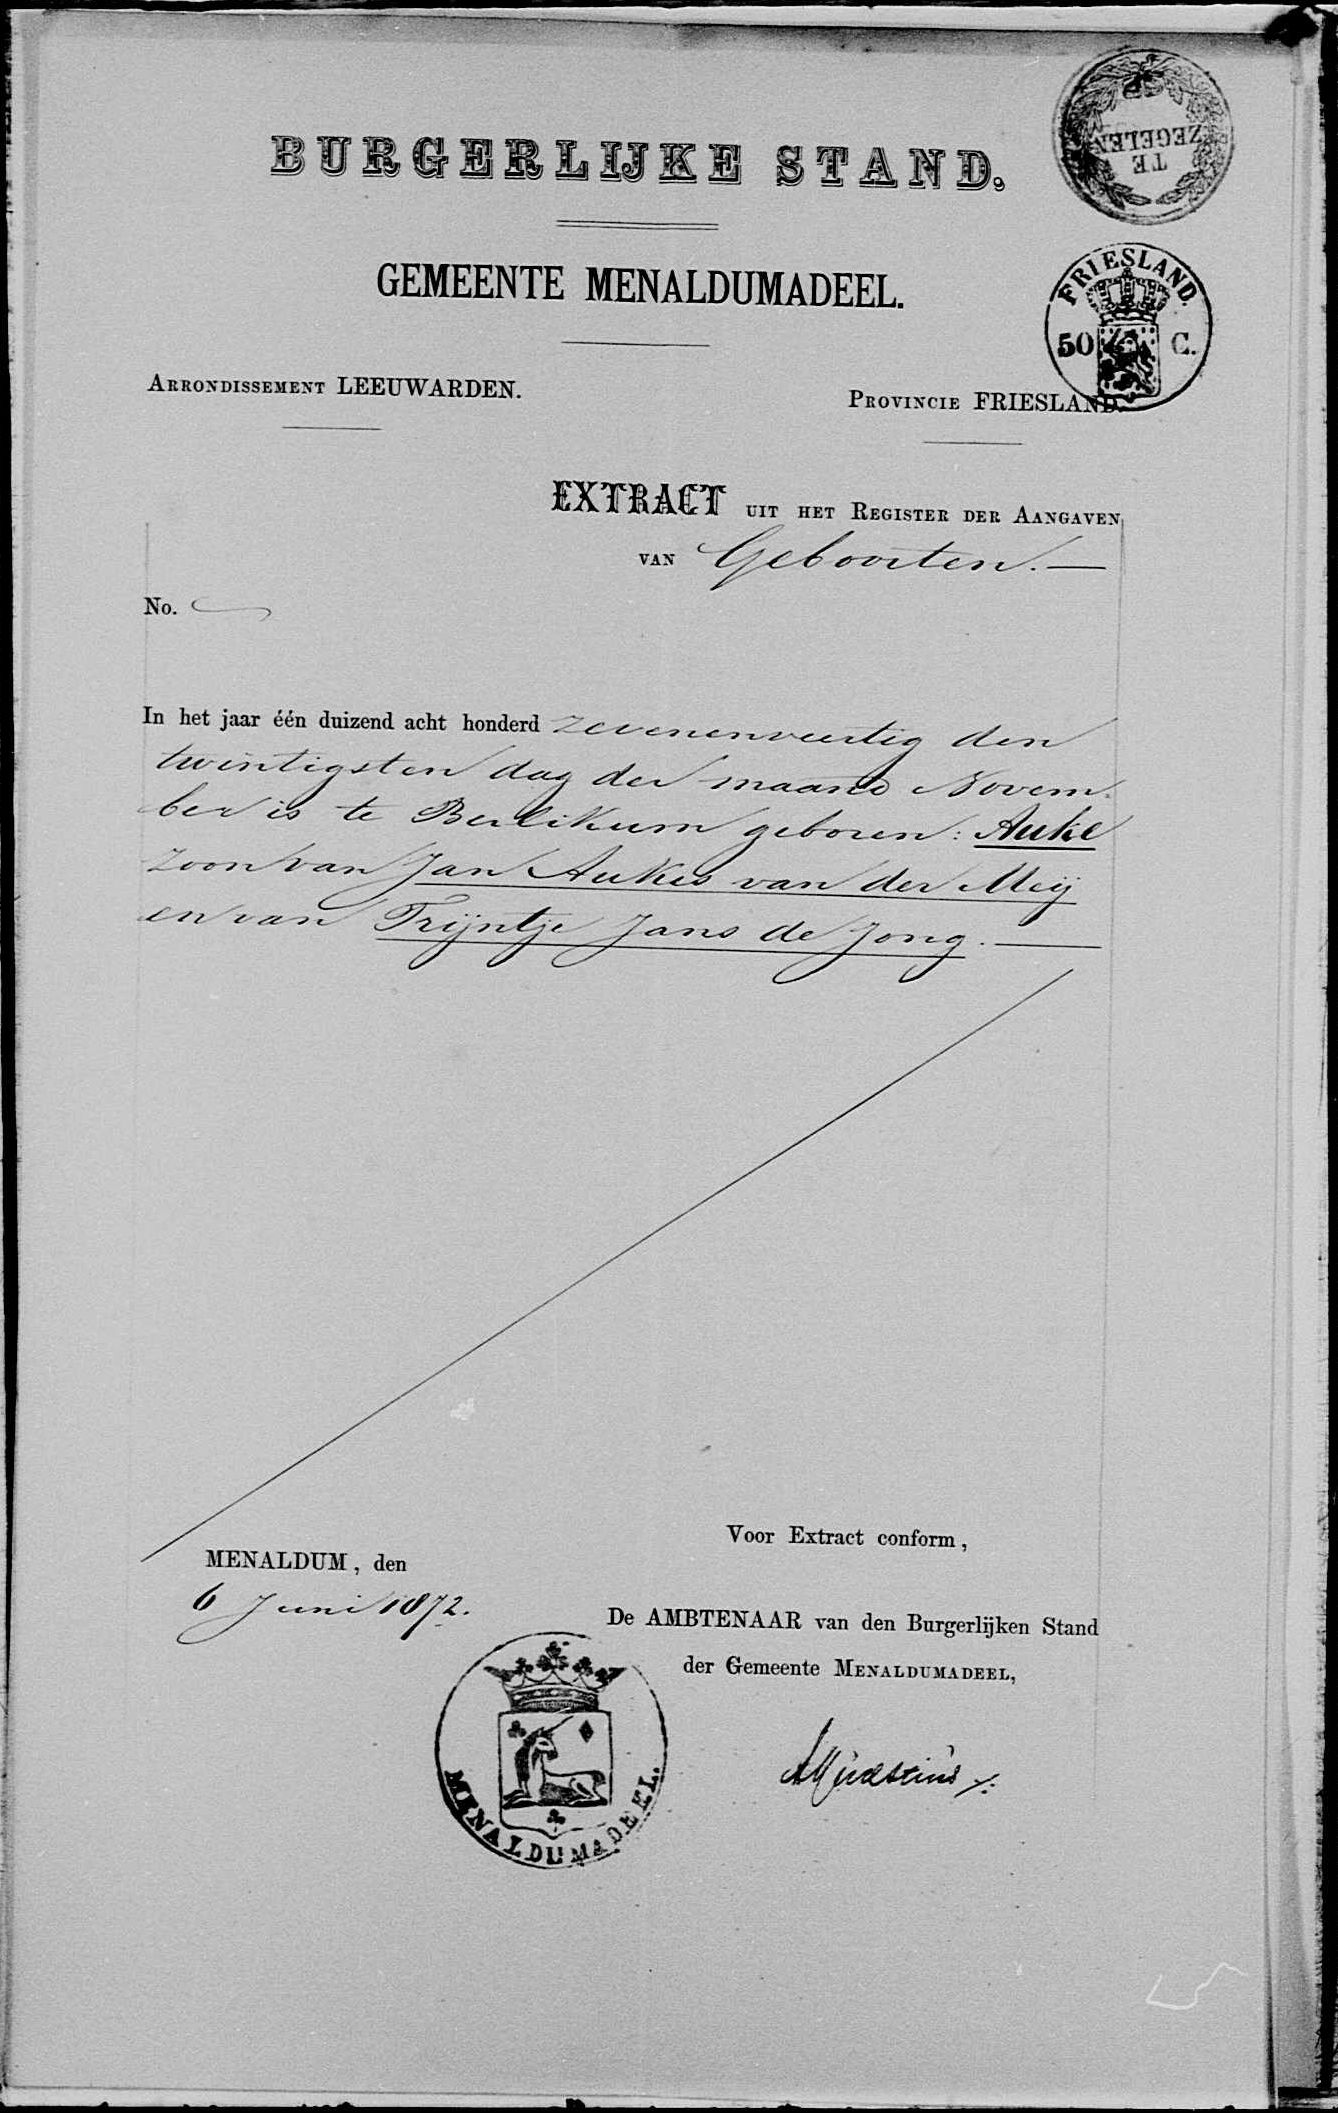 BURGERLIJKE STAND.
TE
ZEGELEN
GEMEENTE MENALDUMADEEL.
FRIESLAND.
50 C.
ARRONDISSEMENT LEEUWARDEN.
PROVINCIE FRIESLAND.
EXTRACT UIT HET REGISTER DER AANGAVEN
VAN Geboorten.—
No.
In het jaar één duizend acht honderd zevenenveertig den
twintigsten dag der maand Novem-
ber is te Berlikum geboren: Auke
zoon van Jan Aukes van der Meij
en van Trijntje Jans de Jong.—
Voor Extract conform,
MENALDUM, den
6 Juni 1872.
De AMBTENAAR van den Burgerlijken Stand
der Gemeente MENALDUMADEEL,
MENALDUMADEEL.